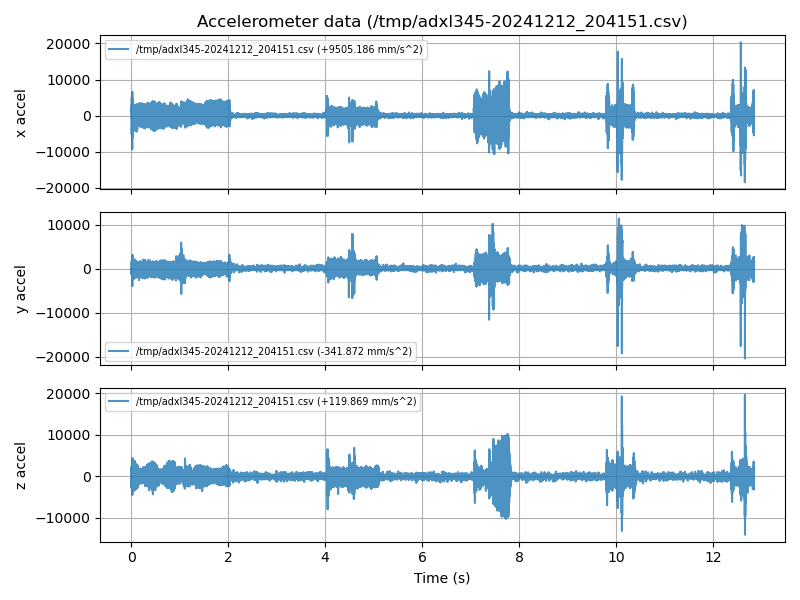 Accelerometer data (/tmp/adxl345-20241212_204151.csv)
20000
10000
0
−10000
−20000
x accel
/tmp/adxl345-20241212_204151.csv (+9505.186 mm/s^2)
10000
0
−10000
−20000
y accel
/tmp/adxl345-20241212_204151.csv (-341.872 mm/s^2)
20000
10000
0
−10000
z accel
/tmp/adxl345-20241212_204151.csv (+119.869 mm/s^2)
0 2 4 6 8 10 12
Time (s)